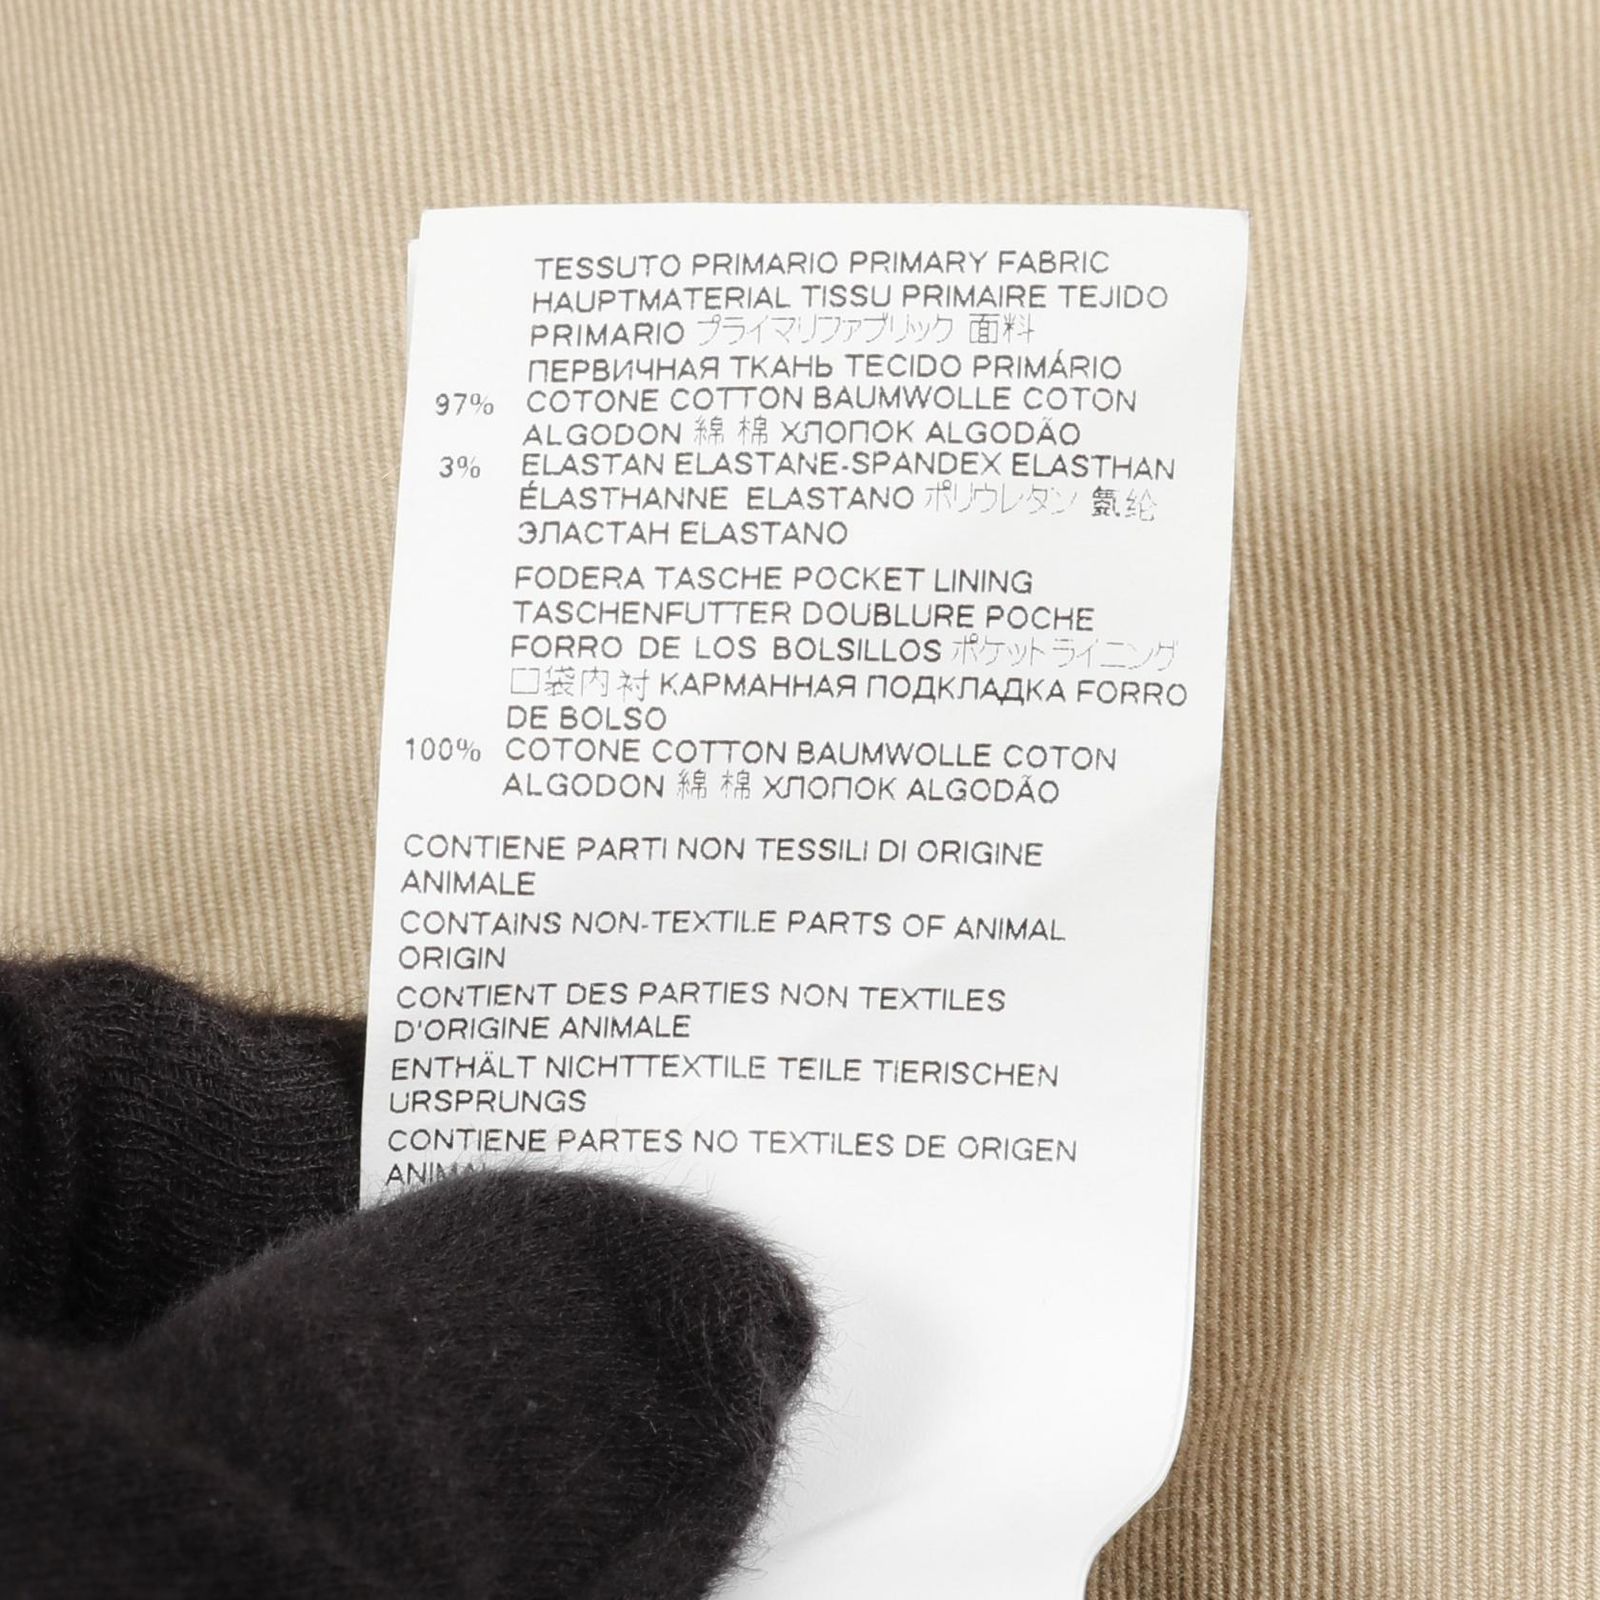 TESSUTO PRIMARIO PRIMARY FABRIC
HAUPTMATERIAL TISSU PRIMAIRE TEJIDO
PRIMARIO プライマリファブリック 面料
ПЕРВИЧНАЯ ТКАНЬ TECIDO PRIMÁRIO
97% COTONE COTTON BAUMWOLLE COTON
ALGODON 綿 棉 ХЛОПОК ALGODÃO
3% ELASTAN ELASTANE-SPANDEX ELASTHAN
ÉLASTHANNE ELASTANO ポリウレタン 氨纶
ЭЛАСТАН ELASTANO
FODERA TASCHE POCKET LINING
TASCHENFUTTER DOUBLURE POCHE
FORRO DE LOS BOLSILLOS ポケットライニング
口袋内衬 КАРМАННАЯ ПОДКЛАДКА FORRO
DE BOLSO
100% COTONE COTTON BAUMWOLLE COTON
ALGODON 綿 棉 ХЛОПОК ALGODÃO
CONTIENE PARTI NON TESSILI DI ORIGINE
ANIMALE
CONTAINS NON-TEXTILE PARTS OF ANIMAL
ORIGIN
CONTIENT DES PARTIES NON TEXTILES
D'ORIGINE ANIMALE
ENTHÄLT NICHTTEXTILE TEILE TIERISCHEN
URSPRUNGS
CONTIENE PARTES NO TEXTILES DE ORIGEN